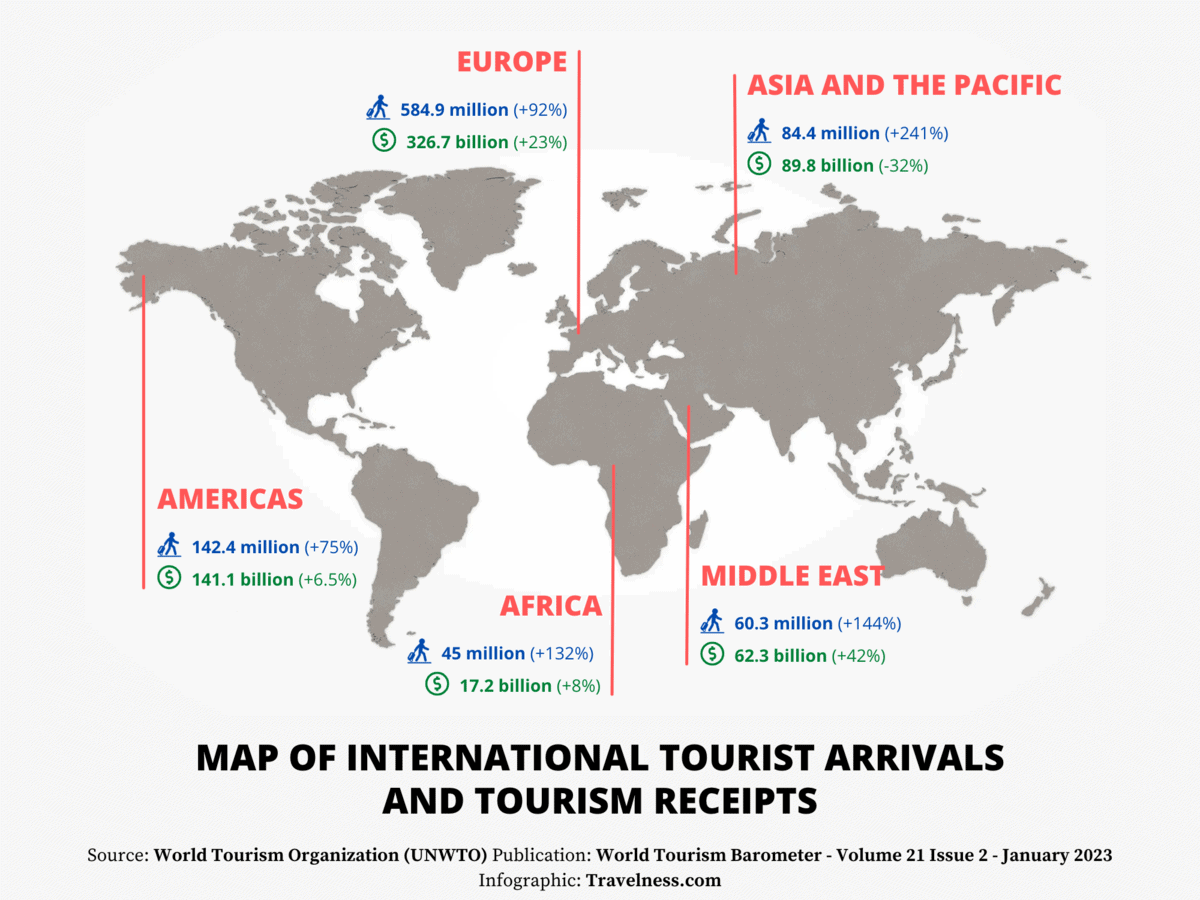 EUROPE
584.9 million (+92%)
326.7 billion (+23%)
ASIA AND THE PACIFIC
84.4 million (+241%)
$ 89.8 billion (-32%)
AMERICAS
142.4 million (+75%)
$ 141.1 billion (+6.5%)
AFRICA
45 million (+132%)
$ 17.2 billion (+8%)
MIDDLE EAST
60.3 million (+144%)
$ 62.3 billion (+42%)
MAP OF INTERNATIONAL TOURIST ARRIVALS
AND TOURISM RECEIPTS
Source: World Tourism Organization (UNWTO) Publication: World Tourism Barometer - Volume 21 Issue 2 - January 2023
Infographic: Travelness.com